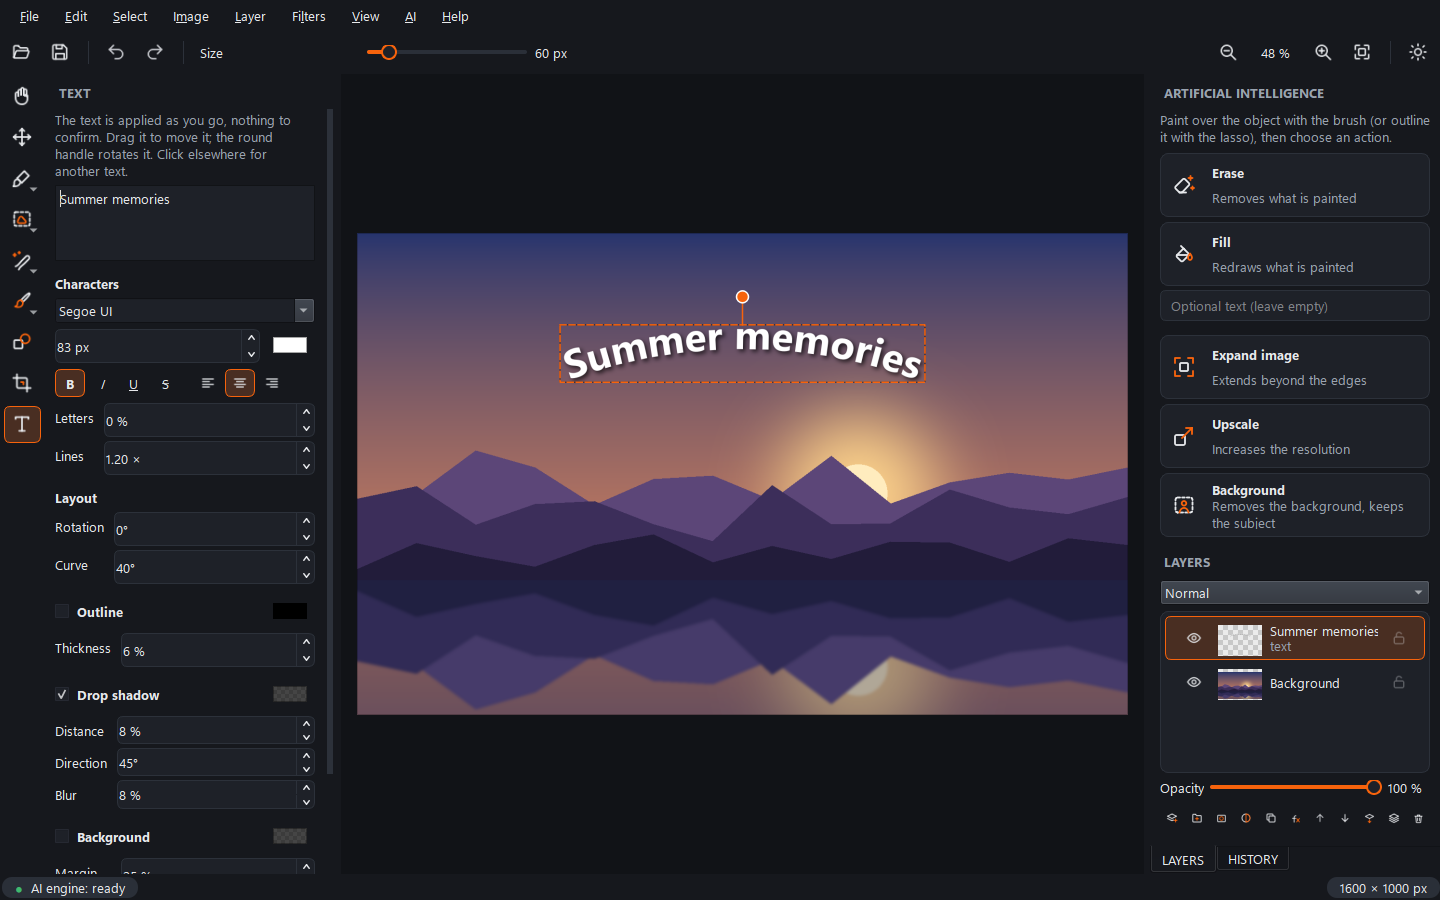 File Edit Select Image Layer Filters View AI Help
Size 60 px 48 %
TEXT
The text is applied as you go, nothing to
confirm. Drag it to move it; the round
handle rotates it. Click elsewhere for
another text.
Summer memories
Characters
Segoe UI
83 px
B I U S
Letters 0 %
Lines 1.20 ×
Layout
Rotation 0°
Curve 40°
Outline
Thickness 6 %
Drop shadow
Distance 8 %
Direction 45°
Blur 8 %
Background
AI engine: ready
Summer memories
ARTIFICIAL INTELLIGENCE
Paint over the object with the brush (or outline
it with the lasso), then choose an action.
Erase
Removes what is painted
Fill
Redraws what is painted
Optional text (leave empty)
Expand image
Extends beyond the edges
Upscale
Increases the resolution
Background
Removes the background, keeps
the subject
LAYERS
Normal
Summer memories
text
Background
Opacity 100 %
LAYERS HISTORY
1600 × 1000 px